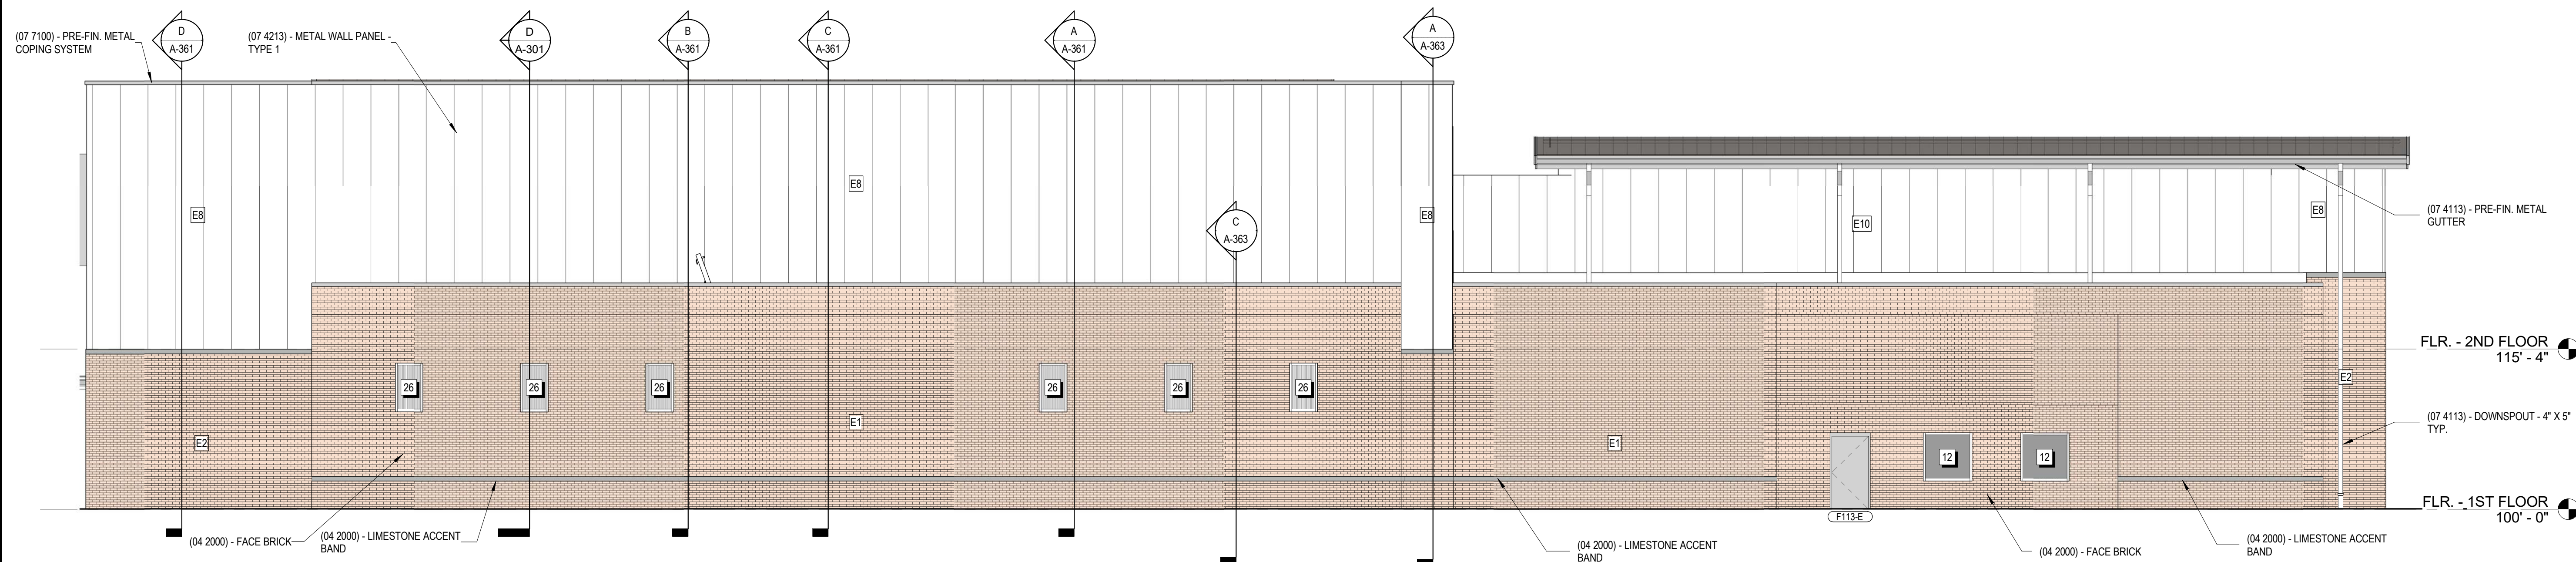 (07 7100) - PRE-FIN. METAL
COPING SYSTEM
D
A-361
(07 4213) - METAL WALL PANEL -
TYPE 1
D
A-301
B
A-361
C
A-361
A
A-361
A
A-363
E8
E8
E8
C
A-363
E10
E8
(07 4113) - PRE-FIN. METAL
GUTTER
FLR. - 2ND FLOOR
115' - 4"
26
26
26
26
26
26
E2
E2
E1
E1
12
12
(07 4113) - DOWNSPOUT - 4" X 5"
TYP.
FLR. - 1ST FLOOR
100' - 0"
F113-E
(04 2000) - FACE BRICK
(04 2000) - LIMESTONE ACCENT
BAND
(04 2000) - LIMESTONE ACCENT
BAND
(04 2000) - FACE BRICK
(04 2000) - LIMESTONE ACCENT
BAND